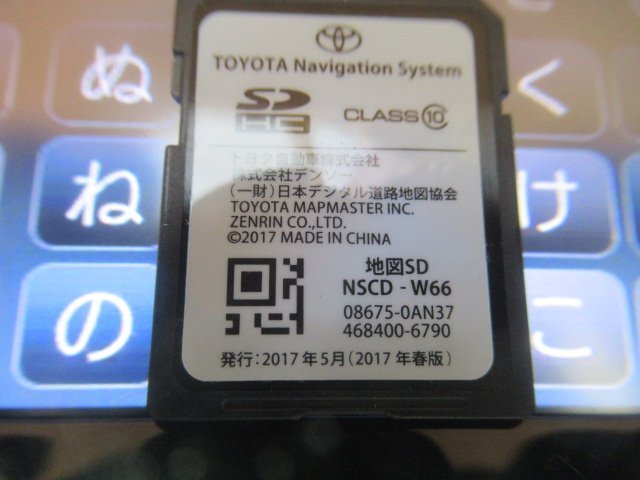 TOYOTA Navigation System
SD
HC
CLASS 10
トヨタ自動車株式会社
株式会社デンソー
(一財)日本デジタル道路地図協会
TOYOTA MAPMASTER INC.
ZENRIN CO.,LTD.
©2017 MADE IN CHINA
地図SD
NSCD - W66
08675-0AN37
468400-6790
発行:2017年5月(2017年春版)
ぬ
く
ね
け
の
こ